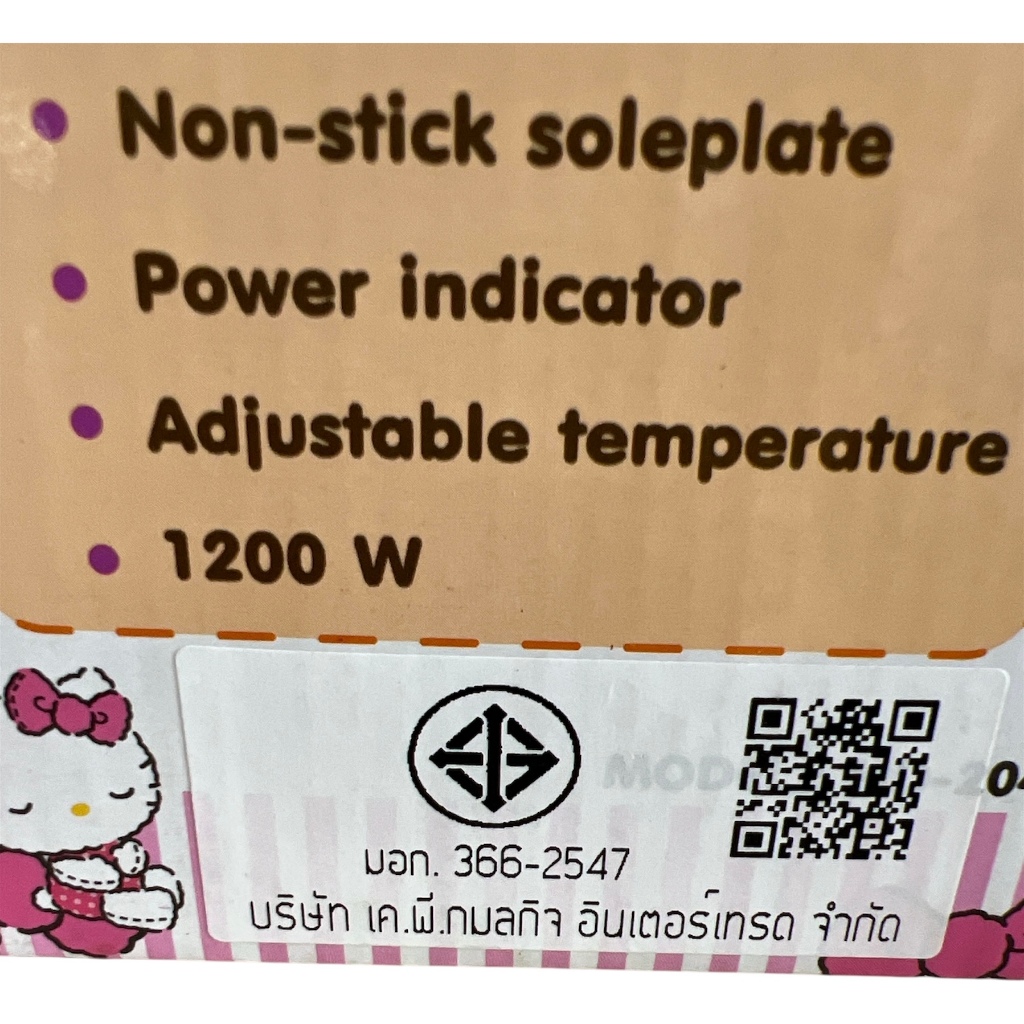 Non-stick soleplate
Power indicator
Adjustable temperature
1200 W
มอก. 366-2547
บริษัท เค.พี.กมลกิจ อินเตอร์เทรด จำกัด